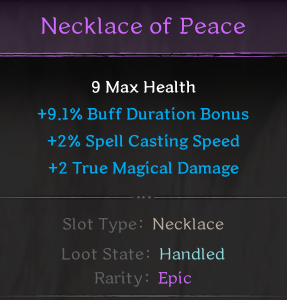 Necklace of Peace
9 Max Health
+9.1% Buff Duration Bonus
+2% Spell Casting Speed
+2 True Magical Damage
Slot Type: Necklace
Loot State: Handled
Rarity: Epic